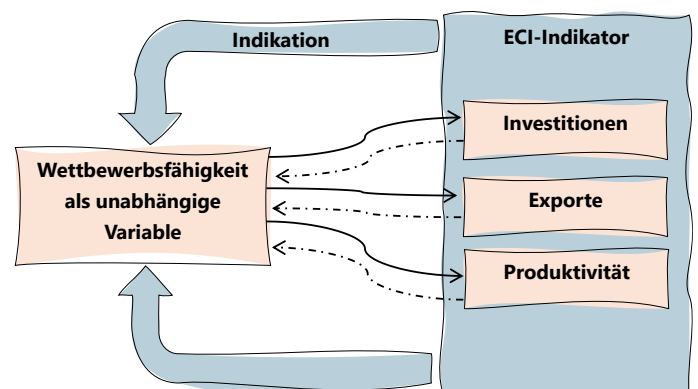 Indikation
ECI-Indikator
Investitionen
Wettbewerbsfähigkeit
als unabhängige
Variable
Exporte
Produktivität